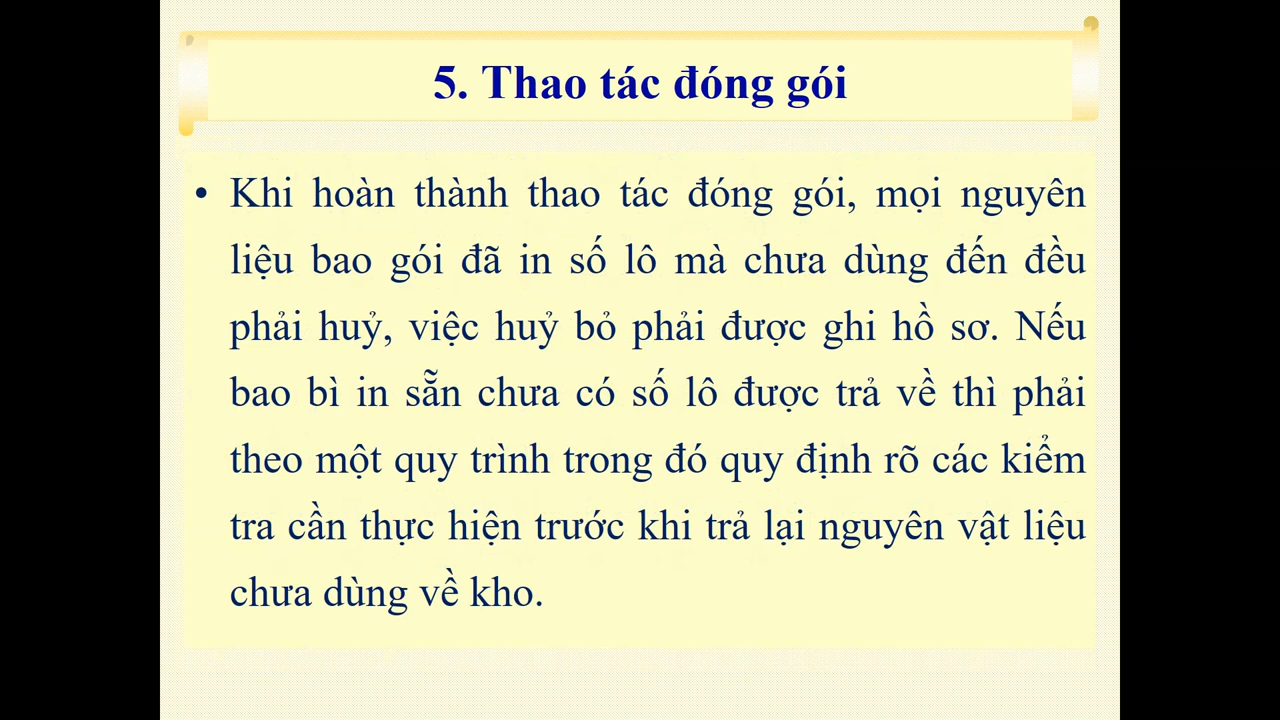 5. Thao tác đóng gói
• Khi hoàn thành thao tác đóng gói, mọi nguyên
liệu bao gói đã in số lô mà chưa dùng đến đều
phải huỷ, việc huỷ bỏ phải được ghi hồ sơ. Nếu
bao bì in sẵn chưa có số lô được trả về thì phải
theo một quy trình trong đó quy định rõ các kiểm
tra cần thực hiện trước khi trả lại nguyên vật liệu
chưa dùng về kho.